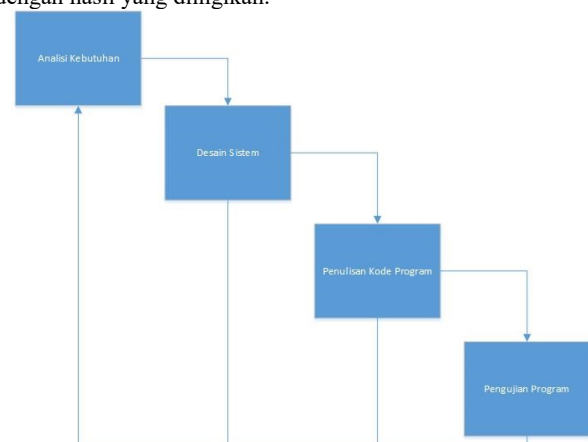 dengan hasil yang diingikan.
Analisi Kebutuhan
Desain Sistem
Penulisan Kode Program
Pengujian Program